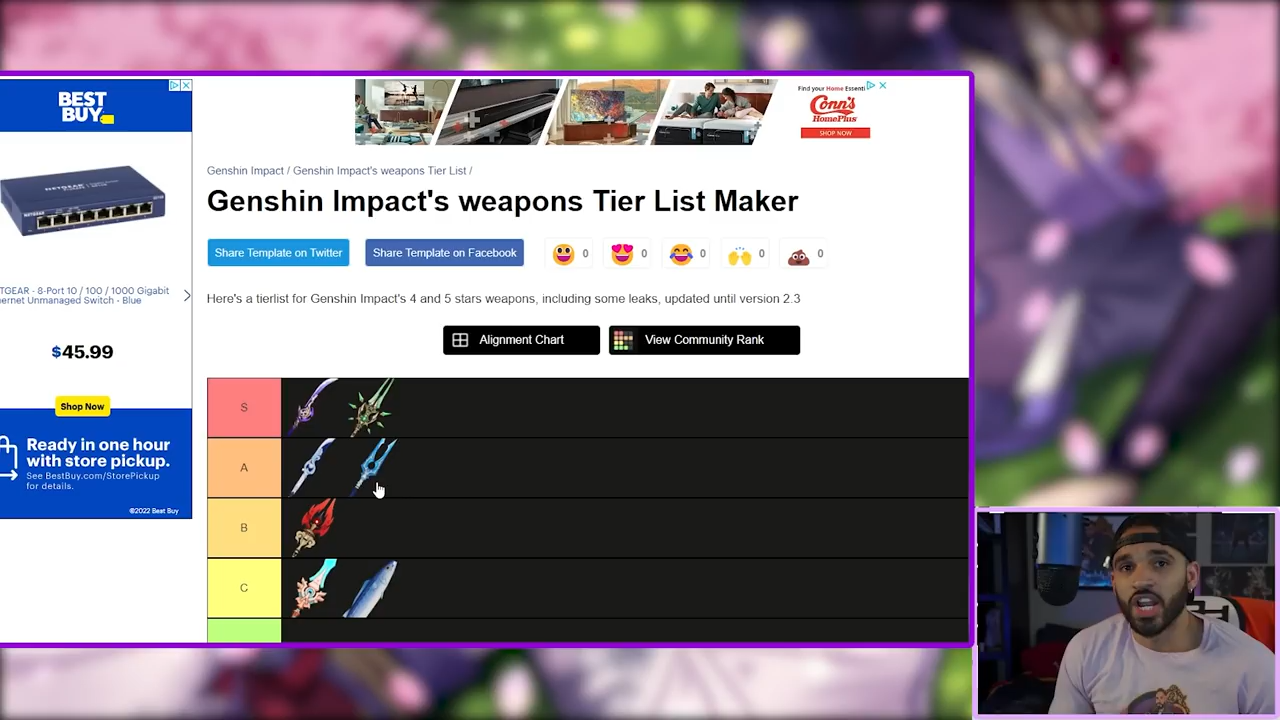 BEST
BUY
NETGEAR
TGEAR - 8-Port 10 / 100 / 1000 Gigabit
ernet Unmanaged Switch - Blue
$45.99
Shop Now
Ready in one hour
with store pickup.
See BestBuy.com/StorePickup
for details.
©2022 Best Buy
Find your Home Essenti
Conn's
HomePlus
SHOP NOW
Genshin Impact / Genshin Impact's weapons Tier List /
Genshin Impact's weapons Tier List Maker
Share Template on Twitter
Share Template on Facebook
0
0
0
0
0
Here's a tierlist for Genshin Impact's 4 and 5 stars weapons, including some leaks, updated until version 2.3
Alignment Chart
View Community Rank
S
A
B
C